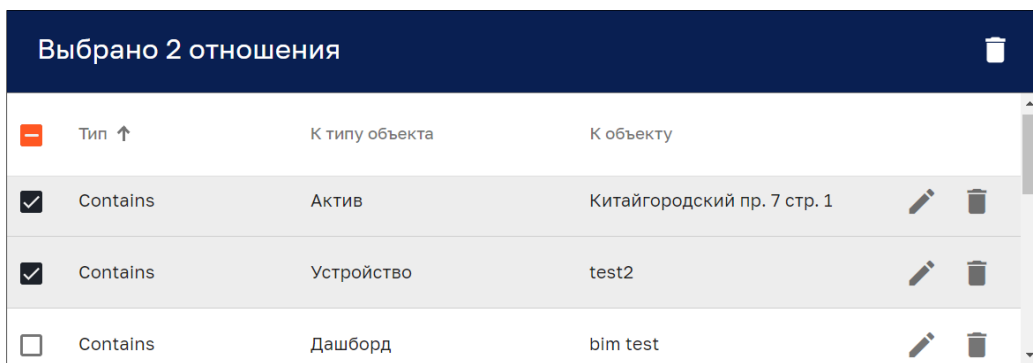 Выбрано 2 отношения
Тип К типу объекта К объекту
Contains Актив Китайгородский пр. 7 стр. 1
Contains Устройство test2
Contains Дашборд bim test